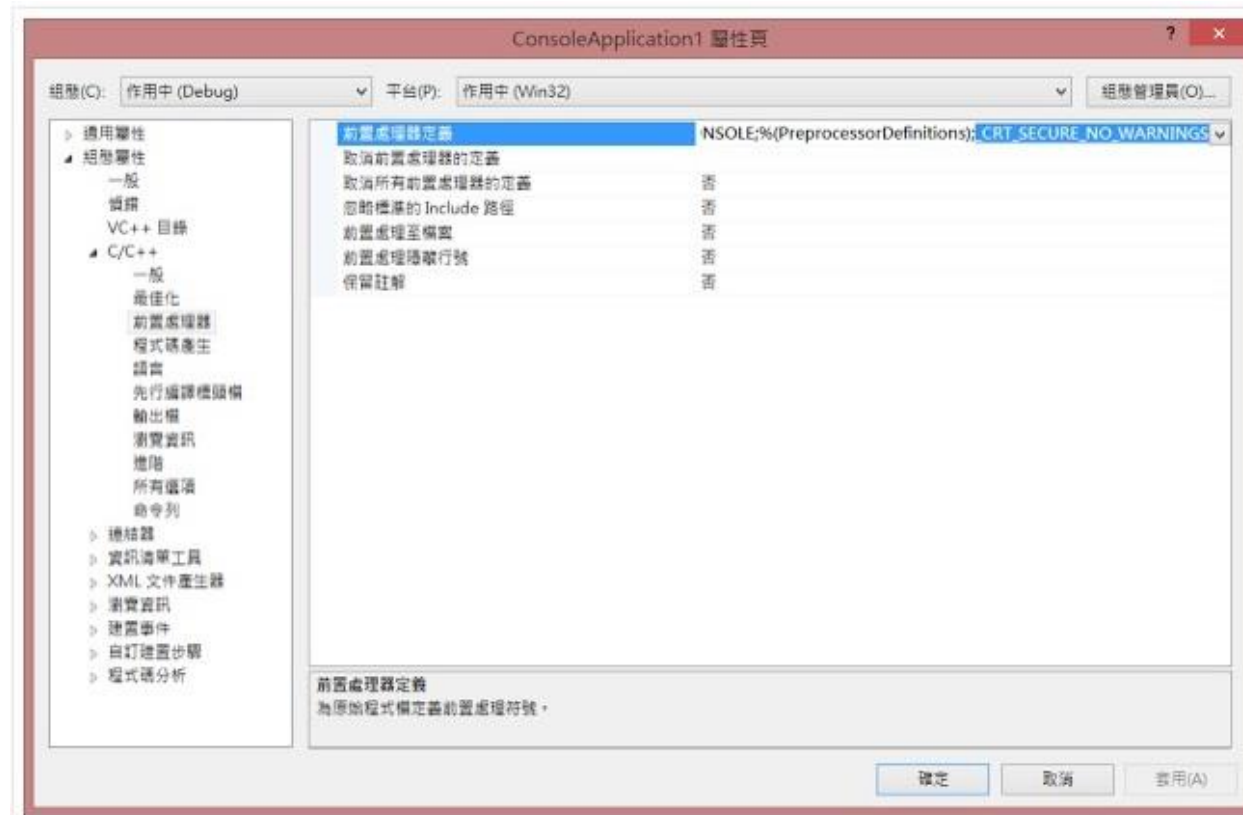 ConsoleApplication1 屬性頁
? ×
組態(C): 作用中 (Debug) 平台(P): 作用中 (Win32) 組態管理員(O)...
通用屬性
組態屬性
一般
偵錯
VC++ 目錄
C/C++
一般
最佳化
前置處理器
程式碼產生
語言
先行編譯標頭檔
輸出檔
瀏覽資訊
進階
所有選項
命令列
連結器
資訊清單工具
XML 文件產生器
瀏覽資訊
建置事件
自訂建置步驟
程式碼分析
前置處理器定義 NSOLE;%(PreprocessorDefinitions);_CRT_SECURE_NO_WARNINGS
取消前置處理器的定義
取消所有前置處理器的定義 否
忽略標準的 Include 路徑 否
前置處理至檔案 否
前置處理隱藏行號 否
保留註解 否
前置處理器定義
為原始程式檔定義前置處理符號。
確定 取消 套用(A)